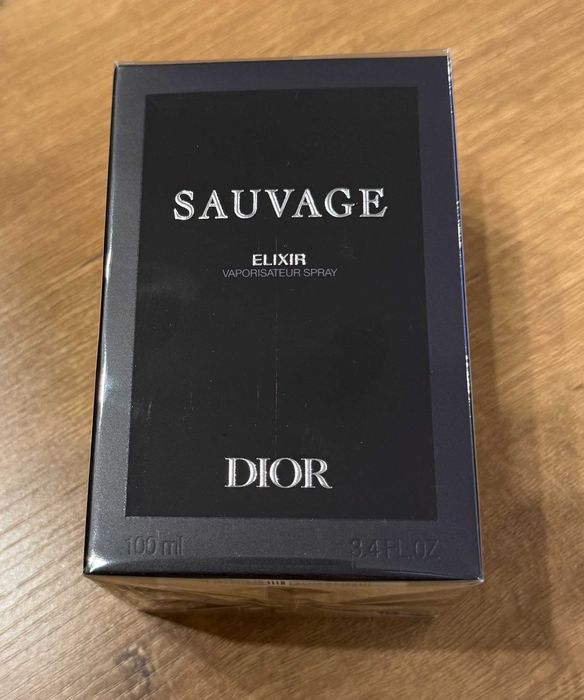 SAUVAGE
ELIXIR
VAPORISATEUR SPRAY
DIOR
100 ml 3.4 FL.OZ